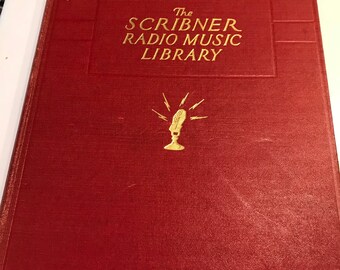 The
SCRIBNER
RADIO MUSIC
LIBRARY